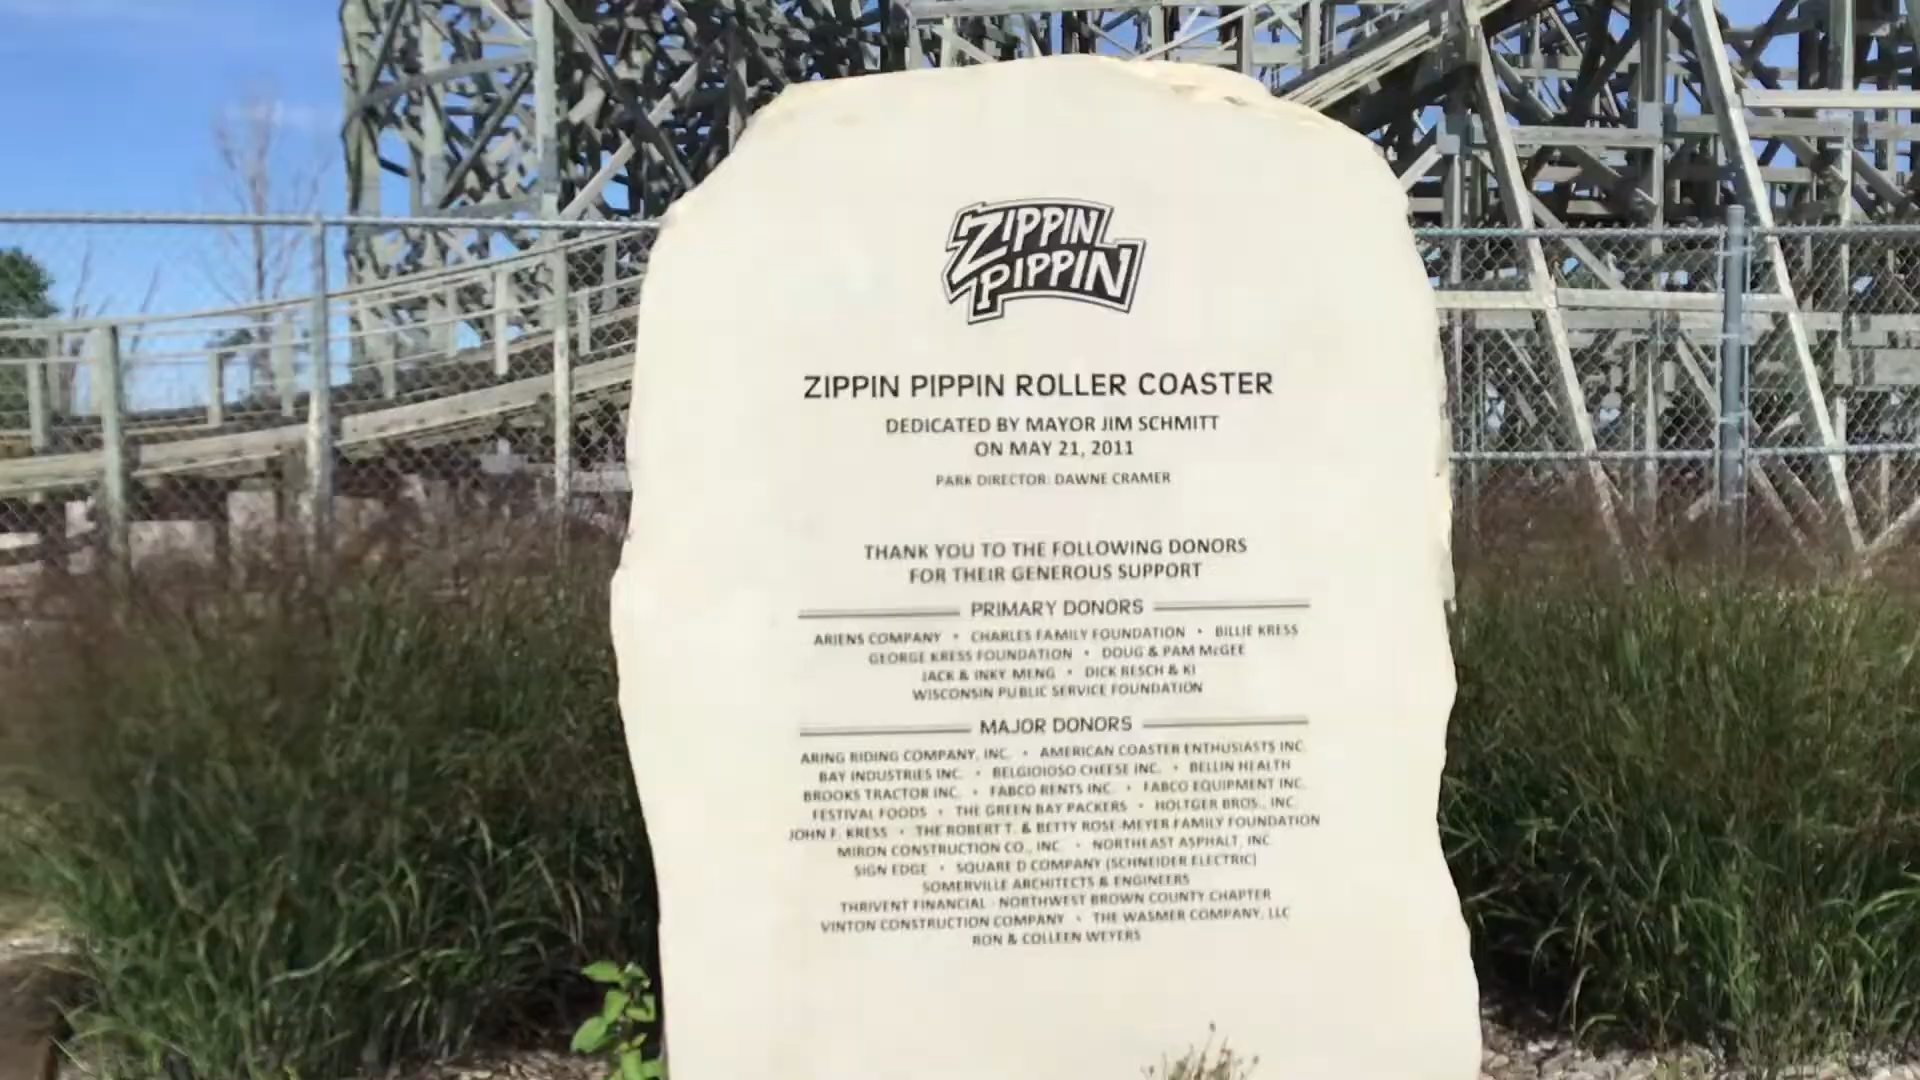 ZIPPIN
PIPPIN
ZIPPIN PIPPIN ROLLER COASTER
DEDICATED BY MAYOR JIM SCHMITT
ON MAY 21, 2011
PARK DIRECTOR: DAWNE CRAMER
THANK YOU TO THE FOLLOWING DONORS
FOR THEIR GENEROUS SUPPORT
PRIMARY DONORS
ARIENS COMPANY • CHARLES FAMILY FOUNDATION • BILLIE KRESS
GEORGE KRESS FOUNDATION • DOUG & PAM McGEE
JACK & INKY MENG • DICK RESCH & KI
WISCONSIN PUBLIC SERVICE FOUNDATION
MAJOR DONORS
ARING RIDING COMPANY, INC. • AMERICAN COASTER ENTHUSIASTS INC.
BAY INDUSTRIES INC. • BELGIOIOSO CHEESE INC. • BELLIN HEALTH
BROOKS TRACTOR INC. • FABCO RENTS INC. • FABCO EQUIPMENT INC.
FESTIVAL FOODS • THE GREEN BAY PACKERS • HOLTGER BROS., INC.
JOHN F. KRESS • THE ROBERT T. & BETTY ROSE MEYER FAMILY FOUNDATION
MIRON CONSTRUCTION CO., INC. • NORTHEAST ASPHALT, INC.
SIGN EDGE • SQUARE D COMPANY (SCHNEIDER ELECTRIC)
SOMERVILLE ARCHITECTS & ENGINEERS
THRIVENT FINANCIAL - NORTHWEST BROWN COUNTY CHAPTER
VINTON CONSTRUCTION COMPANY • THE WASMER COMPANY, LLC
RON & COLLEEN WEYERS